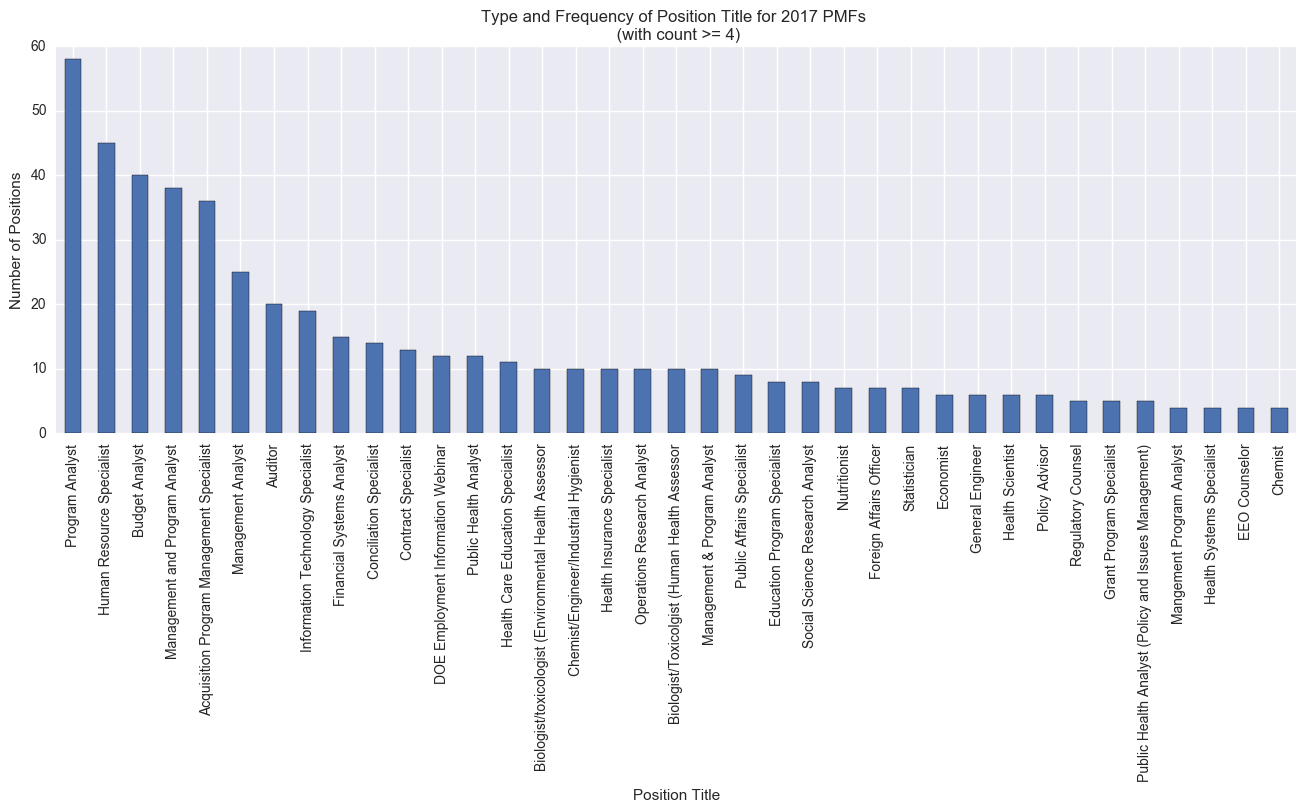 Type and Frequency of Position Title for 2017 PMFs
(with count >= 4)
Number of Positions
60
50
40
30
20
10
0
Program Analyst
Human Resource Specialist
Budget Analyst
Management and Program Analyst
Acquisition Program Management Specialist
Management Analyst
Auditor
Information Technology Specialist
Financial Systems Analyst
Conciliation Specialist
Contract Specialist
DOE Employment Information Webinar
Public Health Analyst
Health Care Education Specialist
Biologist/toxicologist (Environmental Health Assessor
Chemist/Engineer/Industrial Hygienist
Health Insurance Specialist
Operations Research Analyst
Biologist/Toxicolgist (Human Health Assessor
Management & Program Analyst
Public Affairs Specialist
Education Program Specialist
Social Science Research Analyst
Nutritionist
Foreign Affairs Officer
Statistician
Economist
General Engineer
Health Scientist
Policy Advisor
Regulatory Counsel
Grant Program Specialist
Public Health Analyst (Policy and Issues Management)
Mangement Program Analyst
Health Systems Specialist
EEO Counselor
Chemist
Position Title